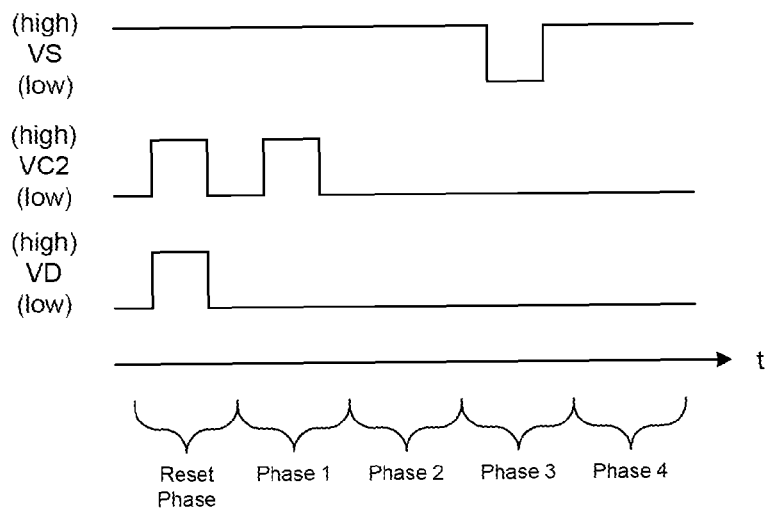 (high)
VS
(low)
(high)
VC2
(low)
(high)
VD
(low)
t
Reset
Phase
Phase 1
Phase 2
Phase 3
Phase 4